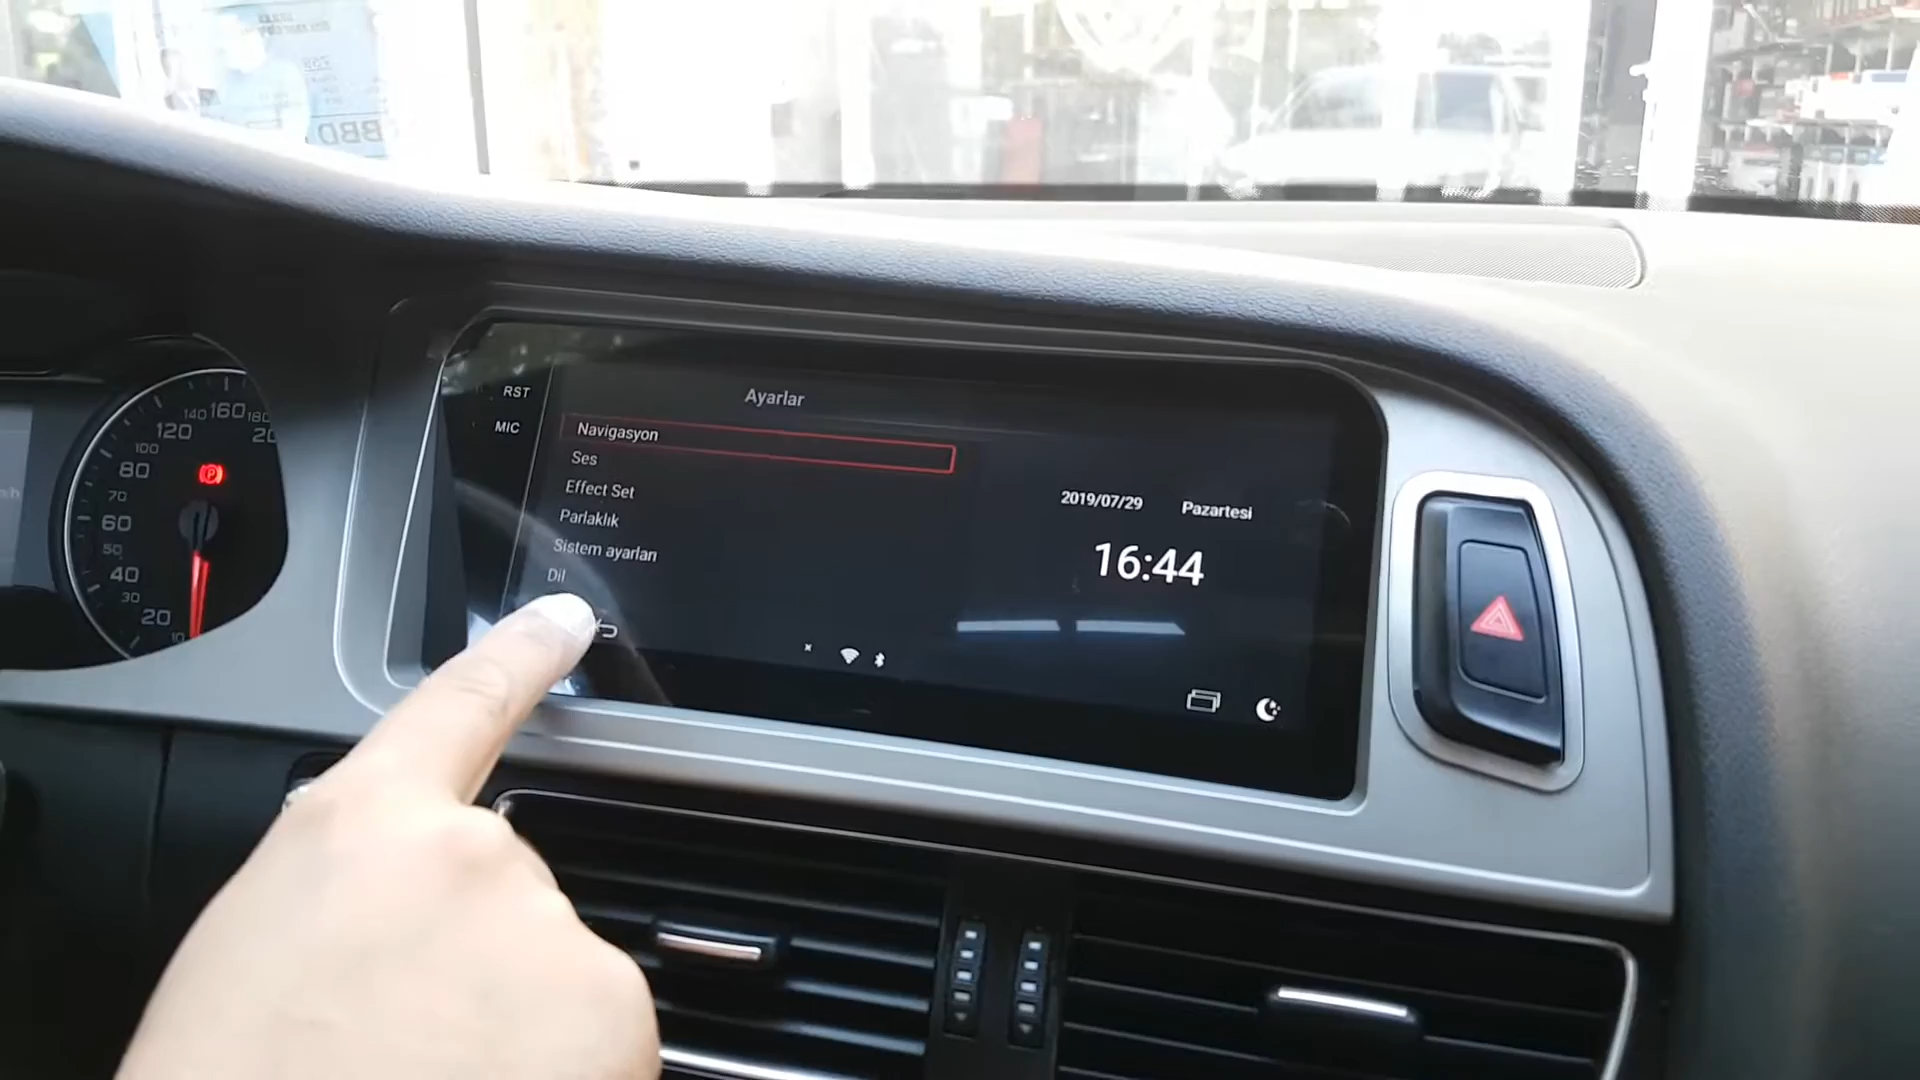 RST
MIC
Ayarlar
Navigasyon
Ses
Effect Set
Parlaklık
Sistem ayarları
Dil
2019/07/29 Pazartesi
16:44
10
20
30
40
50
60
70
80
100
120
140
160
180
P